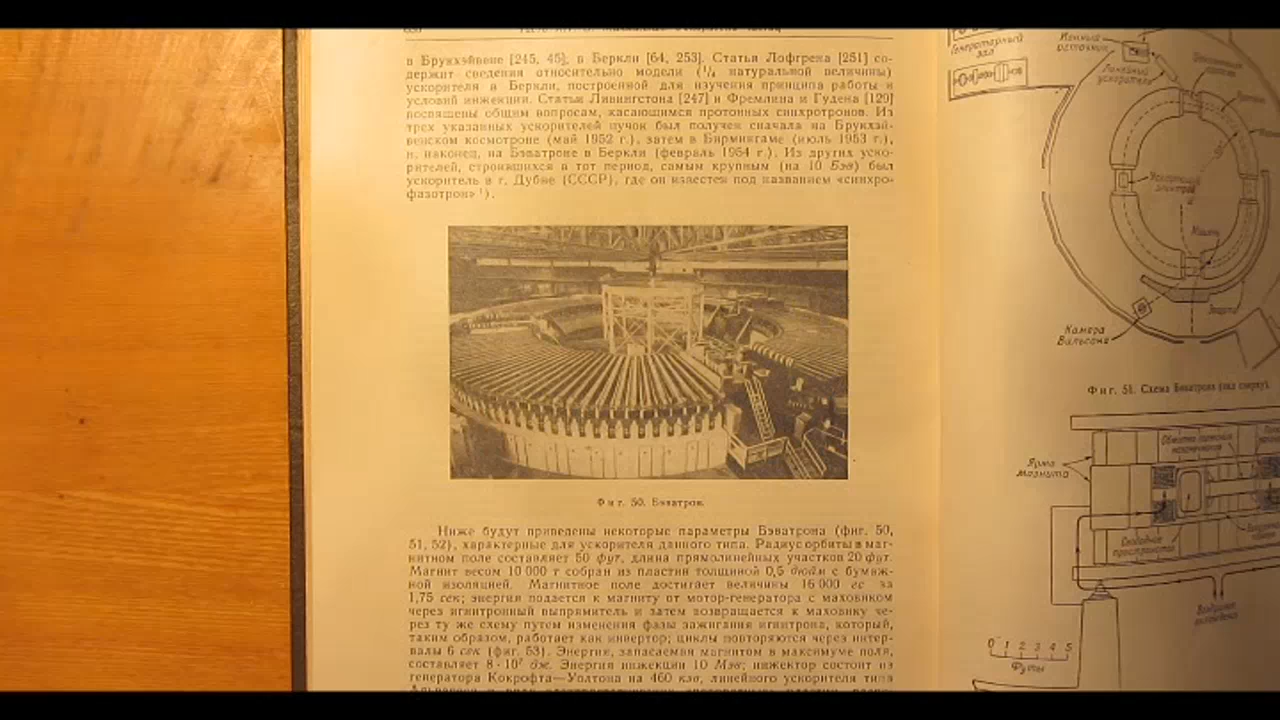 в Брукхэйвене [245, 45], в Беркли [64, 253]. Статья Лофгрена [251] со-
держит сведения относительно модели (¹/₄ натуральной величины)
ускорителя в Беркли, построенной для изучения принципа работы и
условий инжекции. Статьи Ливингстона [247] и Фремлина и Гудена [129]
посвящены общим вопросам, касающимся протонных синхротронов. Из
трех указанных ускорителей пучок был получен сначала на Брукхэй-
венском космотроне (май 1952 г.), затем в Бирмингаме (июль 1953 г.),
и, наконец, на Бэватроне в Беркли (февраль 1954 г.). Из других уско-
рителей, строившихся в тот период, самым крупным (на 10 Бэв) был
ускоритель в г. Дубне (СССР), где он известен под названием «синхро-
фазотрон» ¹).
Фиг. 50. Бэватрон.
Ниже будут приведены некоторые параметры Бэватрона (фиг. 50,
51, 52), характерные для ускорителя данного типа. Радиус орбиты в маг-
нитном поле составляет 50 фут, длина прямолинейных участков 20 фут.
Магнит весом 10 000 т собран из пластин толщиной 0,5 дюйм с бумаж-
ной изоляцией. Магнитное поле достигает величины 16 000 гс за
1,75 сек; энергия подается к магниту от мотор-генератора с маховиком
через игнитронный выпрямитель и затем возвращается к маховику че-
рез ту же схему путем изменения фазы зажигания игнитрона, который,
таким образом, работает как инвертор; циклы повторяются через интер-
валы 6 сек (фиг. 53). Энергия, запасаемая магнитом в максимуме поля,
составляет 8·10⁷ дж. Энергия инжекции 10 Мэв; инжектор состоит из
генератора Кокрофта—Уолтона на 460 кэв, линейного ускорителя типа
Генераторный
зал
Ионный
источник
Линейный
ускоритель
Ускоряющий
электрод
Мишень
Защита
Камера
Вильсона
Фиг. 51. Схема Бэватрона (вид сверху).
Ярмо
магнита
Свободное
пространство
0 1 2 3 4 5
Футы